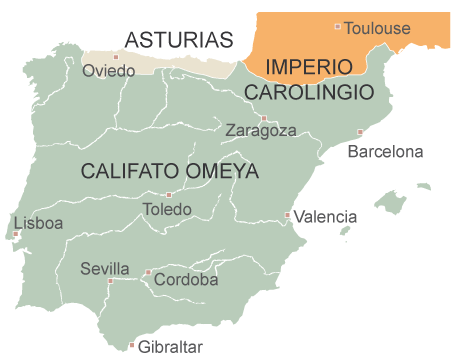 Toulouse
ASTURIAS
Oviedo
IMPERIO
CAROLINGIO
Zaragoza
Barcelona
CALIFATO OMEYA
Toledo
Valencia
Lisboa
Sevilla
Cordoba
Gibraltar